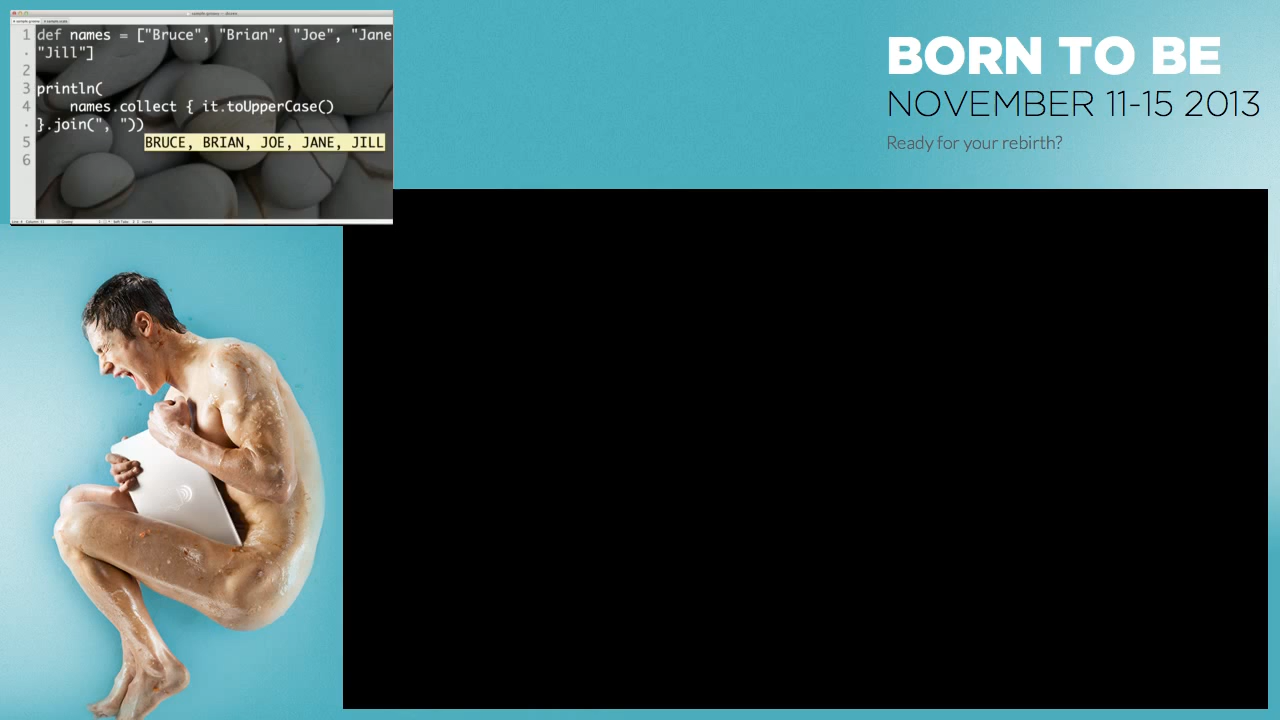 1 def names = ["Bruce", "Brian", "Joe", "Jane
· "Jill"]
2
3 println(
4     names.collect { it.toUpperCase()
· }.join(", "))
5 BRUCE, BRIAN, JOE, JANE, JILL
6
BORN TO BE
NOVEMBER 11-15 2013
Ready for your rebirth?